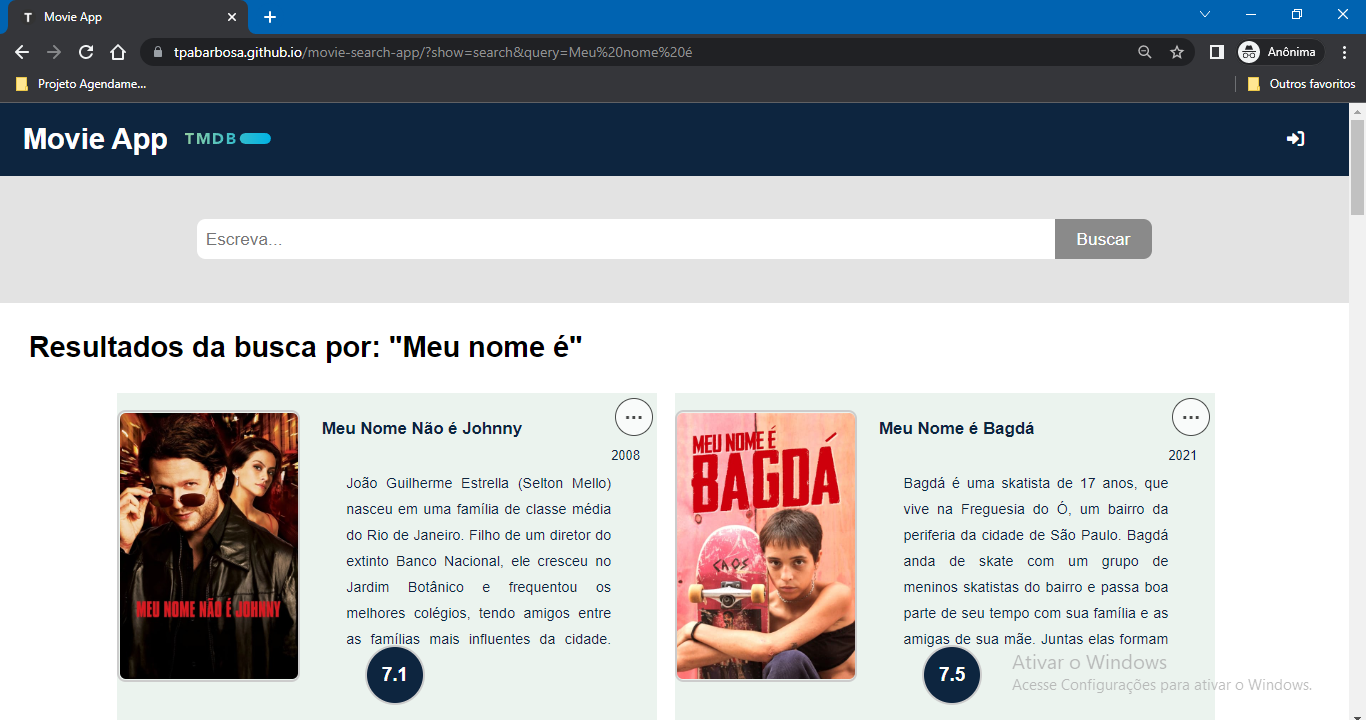 T Movie App
tpabarbosa.github.io/movie-search-app/?show=search&query=Meu%20nome%20é
Anônima
Projeto Agendame...
Outros favoritos
Movie App TMDB
Escreva...
Buscar
Resultados da busca por: "Meu nome é"
MEU NOME NÃO É JOHNNY
Meu Nome Não é Johnny
...
2008
João Guilherme Estrella (Selton Mello)
nasceu em uma família de classe média
do Rio de Janeiro. Filho de um diretor do
extinto Banco Nacional, ele cresceu no
Jardim Botânico e frequentou os
melhores colégios, tendo amigos entre
as famílias mais influentes da cidade.
7.1
MEU NOME É
BAGDÁ
CAOS
Meu Nome é Bagdá
...
2021
Bagdá é uma skatista de 17 anos, que
vive na Freguesia do Ó, um bairro da
periferia da cidade de São Paulo. Bagdá
anda de skate com um grupo de
meninos skatistas do bairro e passa boa
parte de seu tempo com sua família e as
amigas de sua mãe. Juntas elas formam
7.5
Ativar o Windows
Acesse Configurações para ativar o Windows.